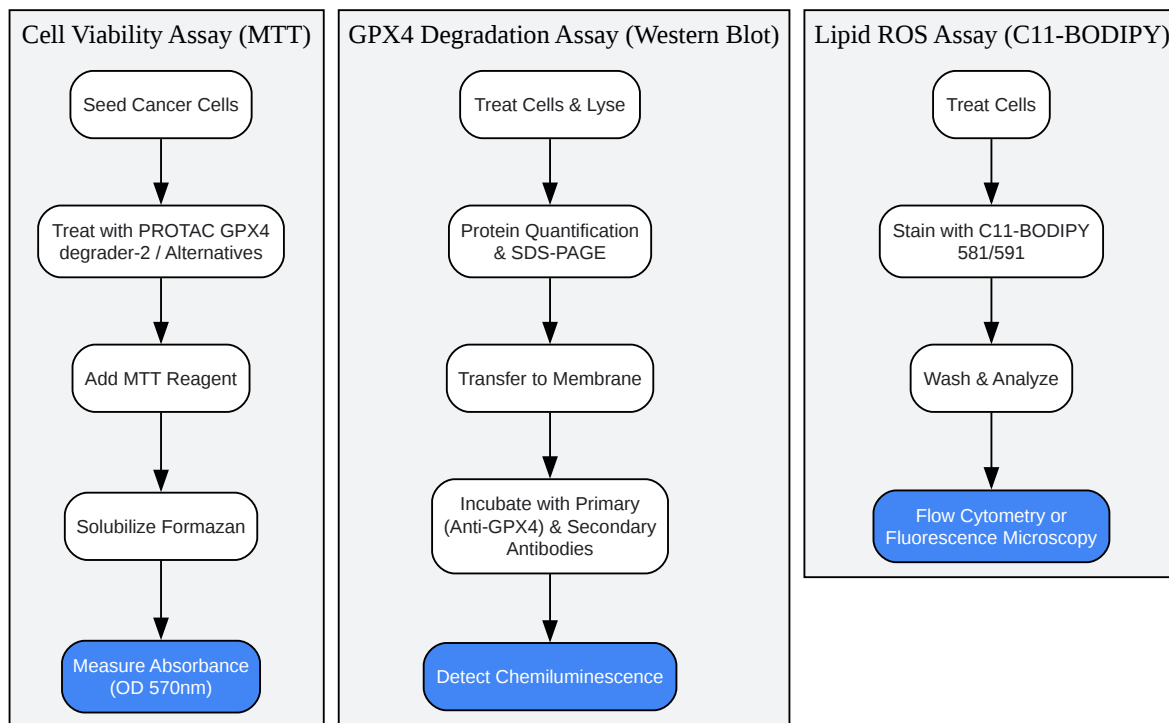 Cell Viability Assay (MTT)
Seed Cancer Cells
Treat with PROTAC GPX4
degrader-2 / Alternatives
Add MTT Reagent
Solubilize Formazan
Measure Absorbance
(OD 570nm)
GPX4 Degradation Assay (Western Blot)
Treat Cells & Lyse
Protein Quantification
& SDS-PAGE
Transfer to Membrane
Incubate with Primary
(Anti-GPX4) & Secondary
Antibodies
Detect Chemiluminescence
Lipid ROS Assay (C11-BODIPY)
Treat Cells
Stain with C11-BODIPY
581/591
Wash & Analyze
Flow Cytometry or
Fluorescence Microscopy